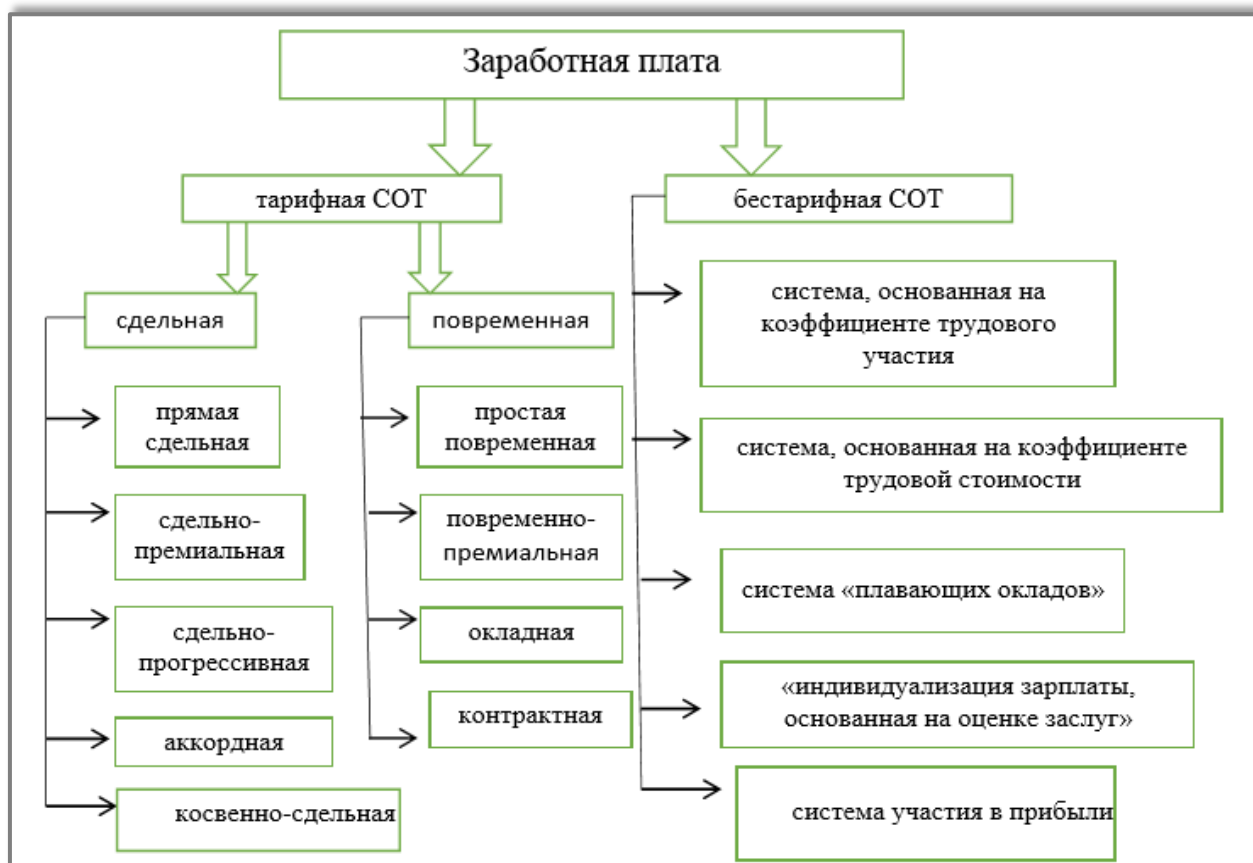 Заработная плата
тарифная СОТ
бестарифная СОТ
сдельная
прямая
сдельная
сдельно-
премиальная
сдельно-
прогрессивная
аккордная
косвенно-сдельная
повременная
простая
повременная
повременно-
премиальная
окладная
контрактная
система, основанная на
коэффициенте трудового
участия
система, основанная на коэффициенте
трудовой стоимости
система «плавающих окладов»
«индивидуализация зарплаты,
основанная на оценке заслуг»
система участия в прибыли